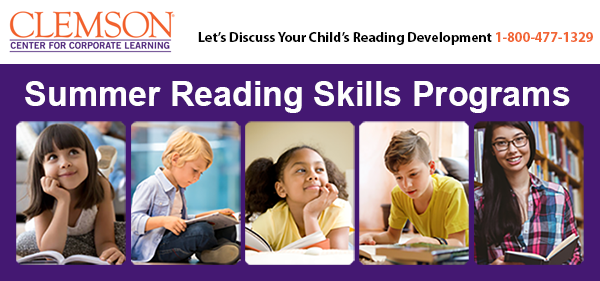 CLEMSON®
CENTER FOR CORPORATE LEARNING
Let's Discuss Your Child's Reading Development 1-800-477-1329
Summer Reading Skills Programs